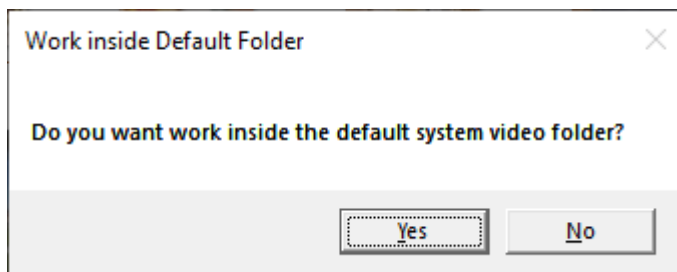 Work inside Default Folder
Do you want work inside the default system video folder?
Yes
No